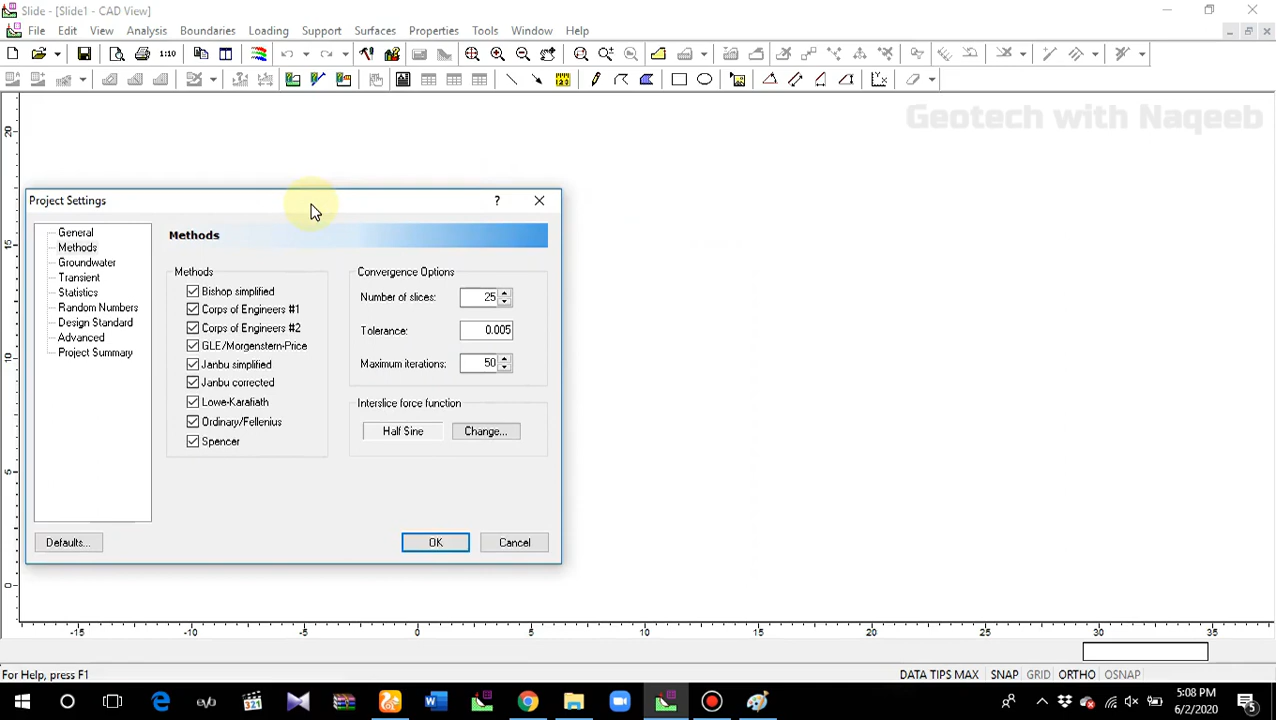 Slide - [Slide1 - CAD View]
File Edit View Analysis Boundaries Loading Support Surfaces Properties Tools Window Help
1:10
Geotech with Naqeeb
20
15
10
5
0
Project Settings
?
General
Methods
Groundwater
Transient
Statistics
Random Numbers
Design Standard
Advanced
Project Summary
Methods
Methods
Bishop simplified
Corps of Engineers #1
Corps of Engineers #2
GLE/Morgenstern-Price
Janbu simplified
Janbu corrected
Lowe-Karafiath
Ordinary/Fellenius
Spencer
Convergence Options
Number of slices: 25
Tolerance: 0.005
Maximum iterations: 50
Interslice force function
Half Sine Change...
Defaults... OK Cancel
-15 -10 -5 0 5 10 15 20 25 30 35
For Help, press F1 DATA TIPS MAX SNAP GRID ORTHO OSNAP
5:08 PM
6/2/2020
5